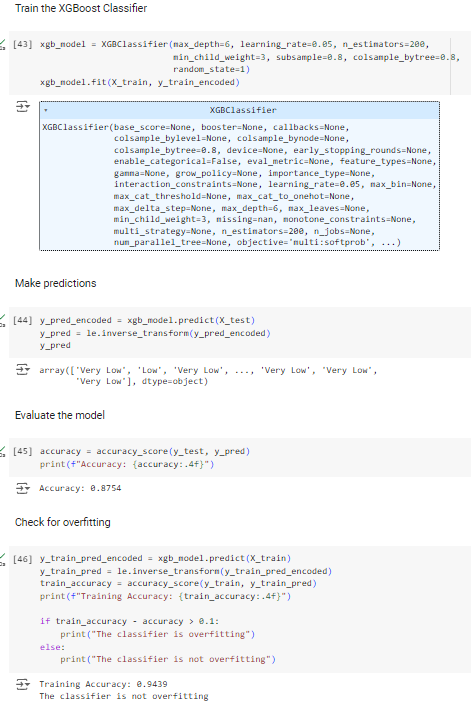 Train the XGBoost Classifier
[43] xgb_model = XGBClassifier(max_depth=6, learning_rate=0.05, n_estimators=200,
min_child_weight=3, subsample=0.8, colsample_bytree=0.8,
random_state=1)
xgb_model.fit(X_train, y_train_encoded)
XGBClassifier
XGBClassifier(base_score=None, booster=None, callbacks=None,
colsample_bylevel=None, colsample_bynode=None,
colsample_bytree=0.8, device=None, early_stopping_rounds=None,
enable_categorical=False, eval_metric=None, feature_types=None,
gamma=None, grow_policy=None, importance_type=None,
interaction_constraints=None, learning_rate=0.05, max_bin=None,
max_cat_threshold=None, max_cat_to_onehot=None,
max_delta_step=None, max_depth=6, max_leaves=None,
min_child_weight=3, missing=nan, monotone_constraints=None,
multi_strategy=None, n_estimators=200, n_jobs=None,
num_parallel_tree=None, objective='multi:softprob', ...)
Make predictions
[44] y_pred_encoded = xgb_model.predict(X_test)
y_pred = le.inverse_transform(y_pred_encoded)
y_pred
array(['Very Low', 'Low', 'Very Low', ..., 'Very Low', 'Very Low',
'Very Low'], dtype=object)
Evaluate the model
[45] accuracy = accuracy_score(y_test, y_pred)
print(f"Accuracy: {accuracy:.4f}")
Accuracy: 0.8754
Check for overfitting
[46] y_train_pred_encoded = xgb_model.predict(X_train)
y_train_pred = le.inverse_transform(y_train_pred_encoded)
train_accuracy = accuracy_score(y_train, y_train_pred)
print(f"Training Accuracy: {train_accuracy:.4f}")
if train_accuracy - accuracy > 0.1:
print("The classifier is overfitting")
else:
print("The classifier is not overfitting")
Training Accuracy: 0.9439
The classifier is not overfitting